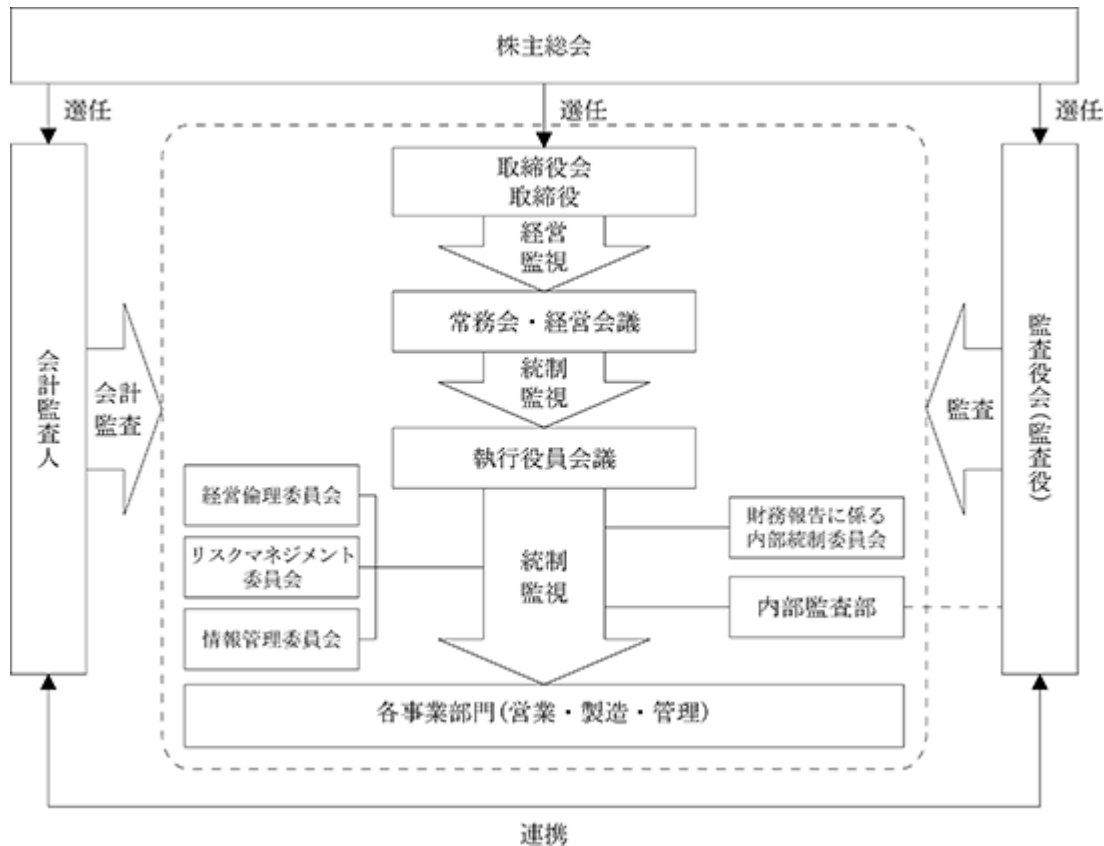 株主総会
選任
選任
選任
取締役会
取締役
経営
監視
常務会・経営会議
統制
監視
執行役員会議
会計監査人
会計
監査
監査
監査役会(監査役)
経営倫理委員会
リスクマネジメント
委員会
情報管理委員会
統制
監視
財務報告に係る
内部統制委員会
内部監査部
各事業部門(営業・製造・管理)
連携